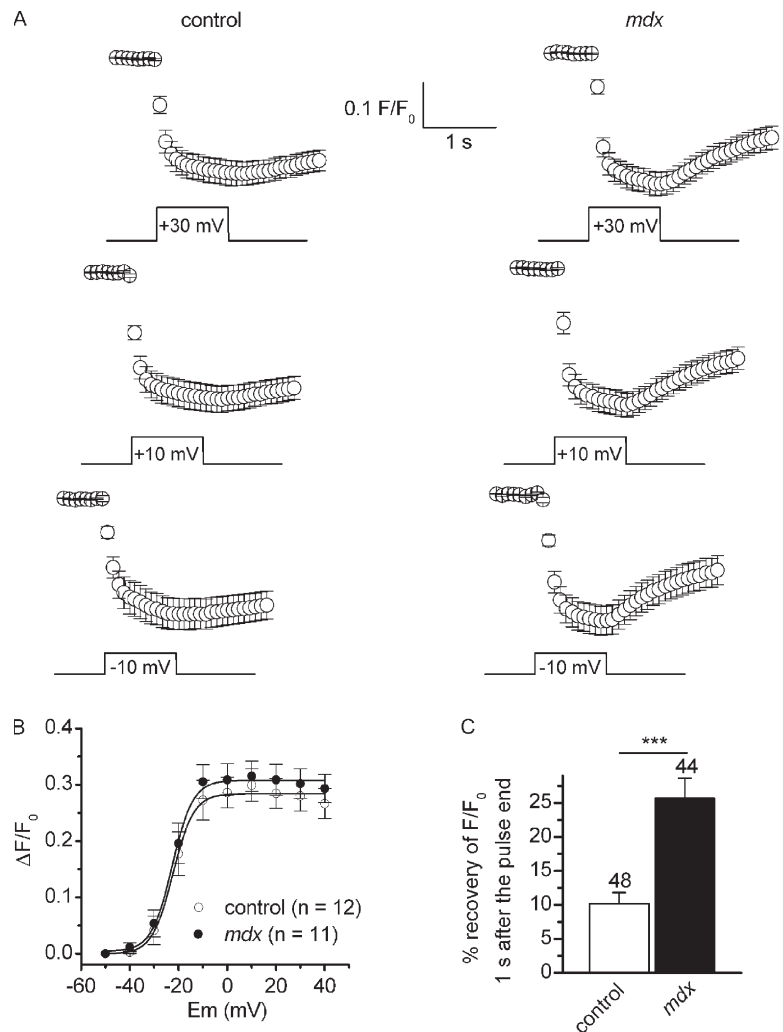 A
control
mdx
0.1 F/F0
1 s
+30 mV
+30 mV
+10 mV
+10 mV
-10 mV
-10 mV
B
0.4
0.3
0.2
0.1
0.0
ΔF/F0
control (n = 12)
mdx (n = 11)
-60 -40 -20 0 20 40
Em (mV)
C
***
44
48
25
20
15
10
5
0
% recovery of F/F0
1 s after the pulse end
control
mdx